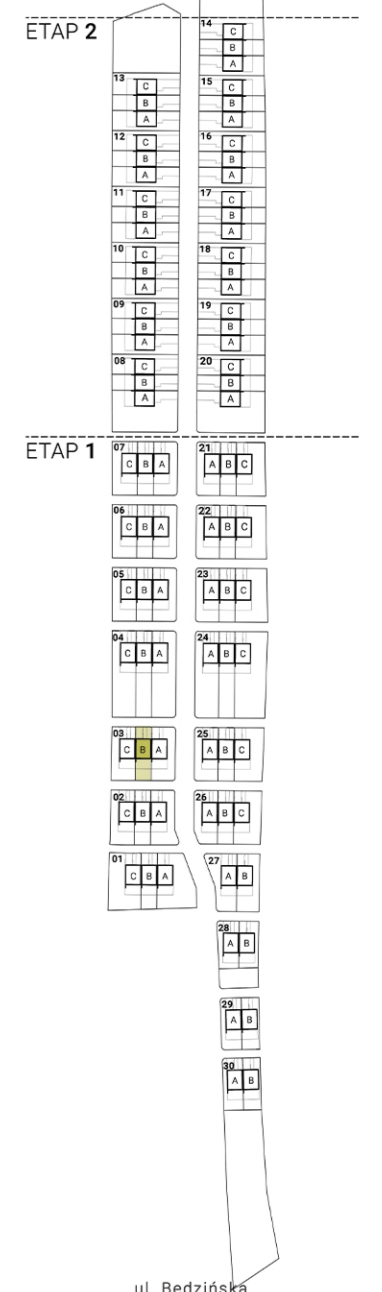 14
ETAP 2
C
B
A
13
C
B
A
15
C
B
A
12
C
B
A
16
C
B
A
11
C
B
A
17
C
B
A
10
C
B
A
18
C
B
A
09
C
B
A
19
C
B
A
08
C
B
A
20
C
B
A
ETAP 1
07
C B A
21
A B C
06
C B A
22
A B C
05
C B A
23
A B C
04
C B A
24
A B C
03
C B A
25
A B C
02
C B A
26
A B C
01
C B A
27
A B
28
A B
29
A B
30
A B
ul. Będzińska